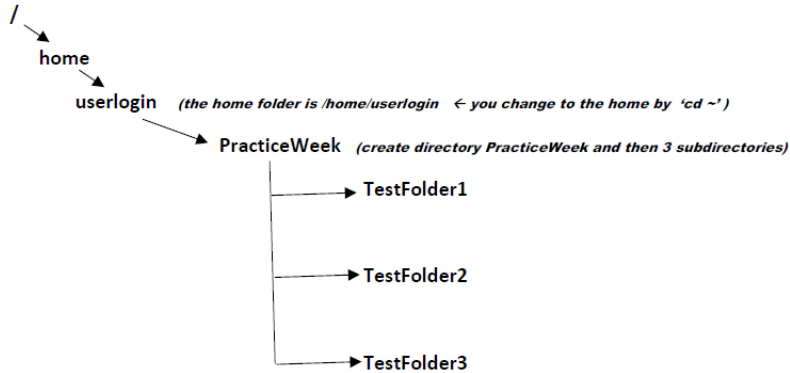 /
home
userlogin (the home folder is /home/userlogin ← you change to the home by ‘cd ~’ )
PracticeWeek (create directory PracticeWeek and then 3 subdirectories)
TestFolder1
TestFolder2
TestFolder3